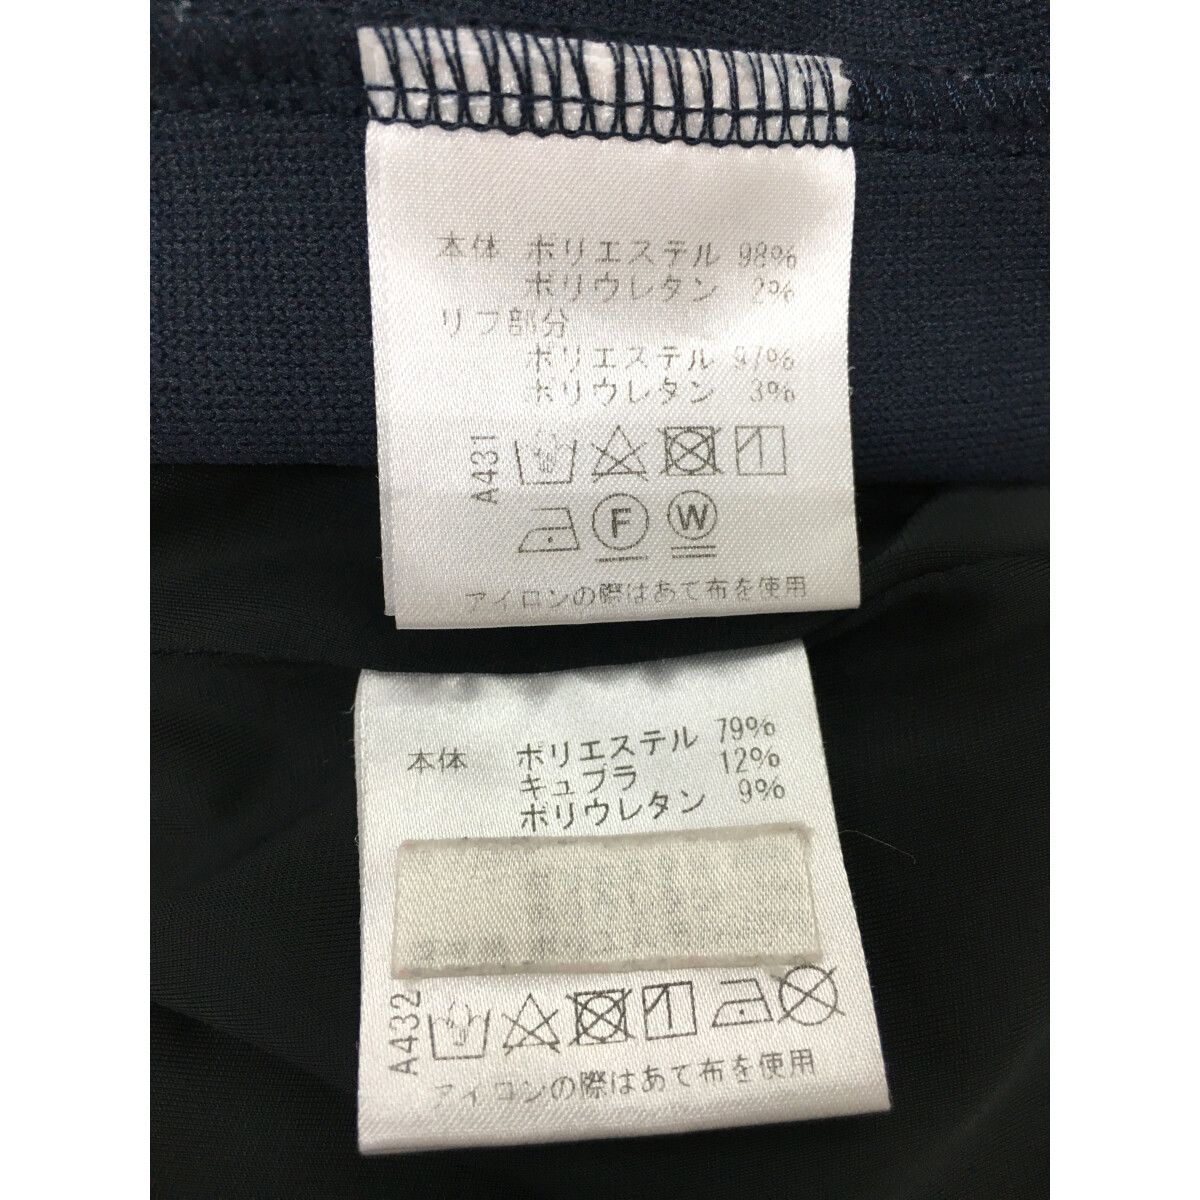 本体 ポリエステル 98%
ポリウレタン 2%
リブ部分
ポリエステル 97%
ポリウレタン 3%
A431
F W
アイロンの際はあて布を使用
本体 ポリエステル 79%
キュプラ 12%
ポリウレタン 9%
A432
アイロンの際はあて布を使用